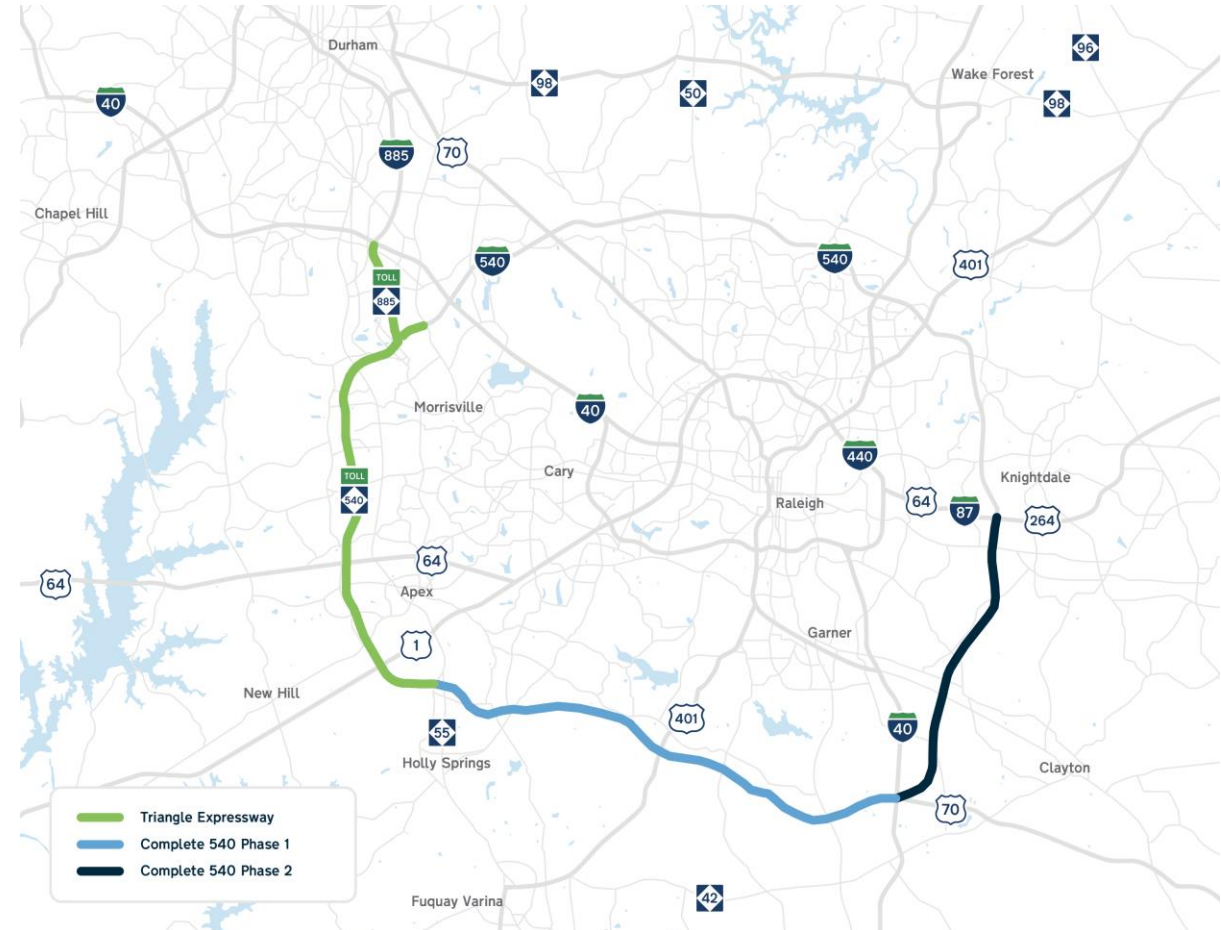 Durham
96
Wake Forest
98
50
98
40
885
70
Chapel Hill
540
540
401
TOLL
885
Morrisville
40
Cary
440
TOLL
540
Raleigh
Knightdale
64
87
264
64
64
Apex
1
Garner
New Hill
401
40
55
Holly Springs
Clayton
70
Triangle Expressway
Complete 540 Phase 1
Complete 540 Phase 2
Fuquay Varina
42